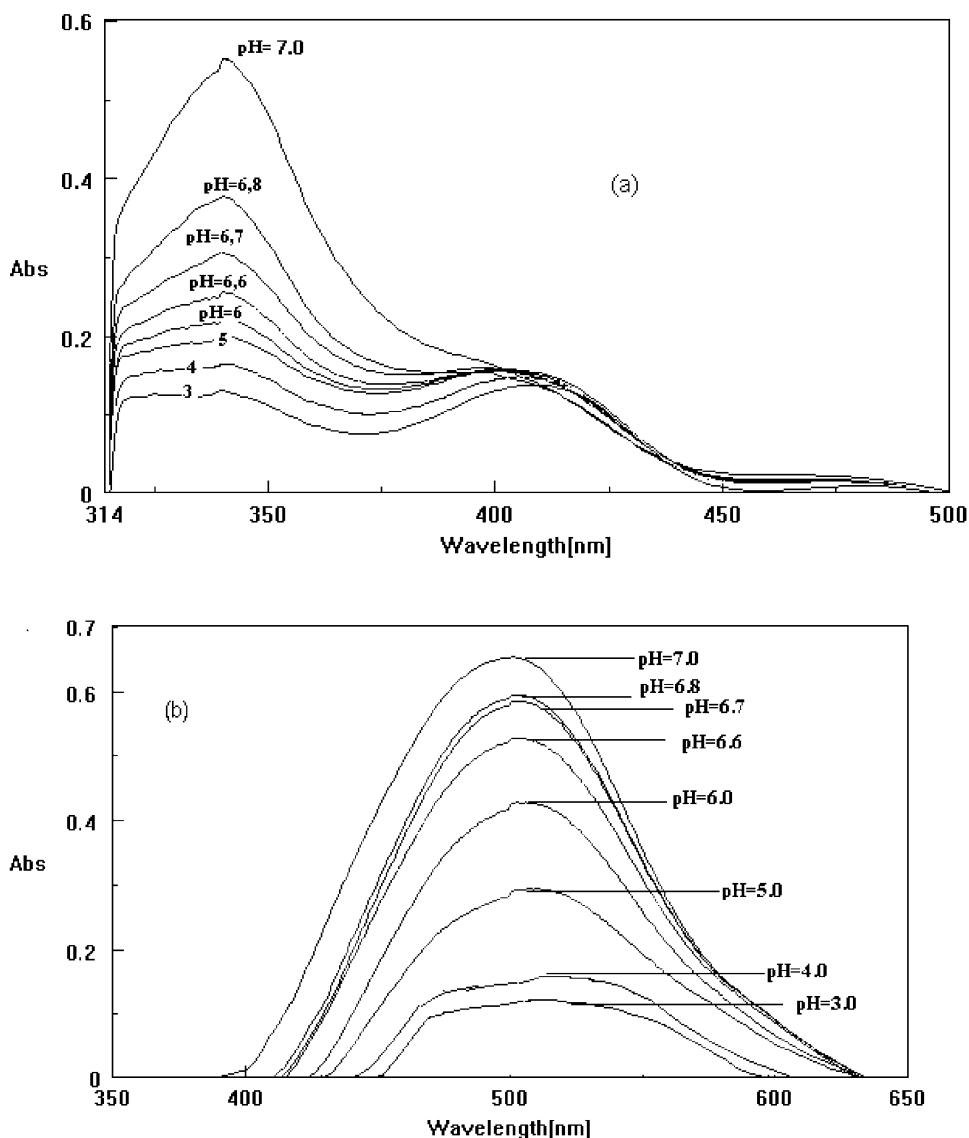 0.6
pH= 7.0
(a)
0.4
pH=6,8
pH=6,7
Abs
pH=6,6
0.2
pH=6
5
4
3
0
314
350
400
450
500
Wavelength[nm]
0.7
pH=7.0
0.6
pH=6.8
(b)
pH=6.7
pH=6.6
0.4
pH=6.0
Abs
pH=5.0
0.2
pH=4.0
pH=3.0
0
350
400
500
600
650
Wavelength[nm]